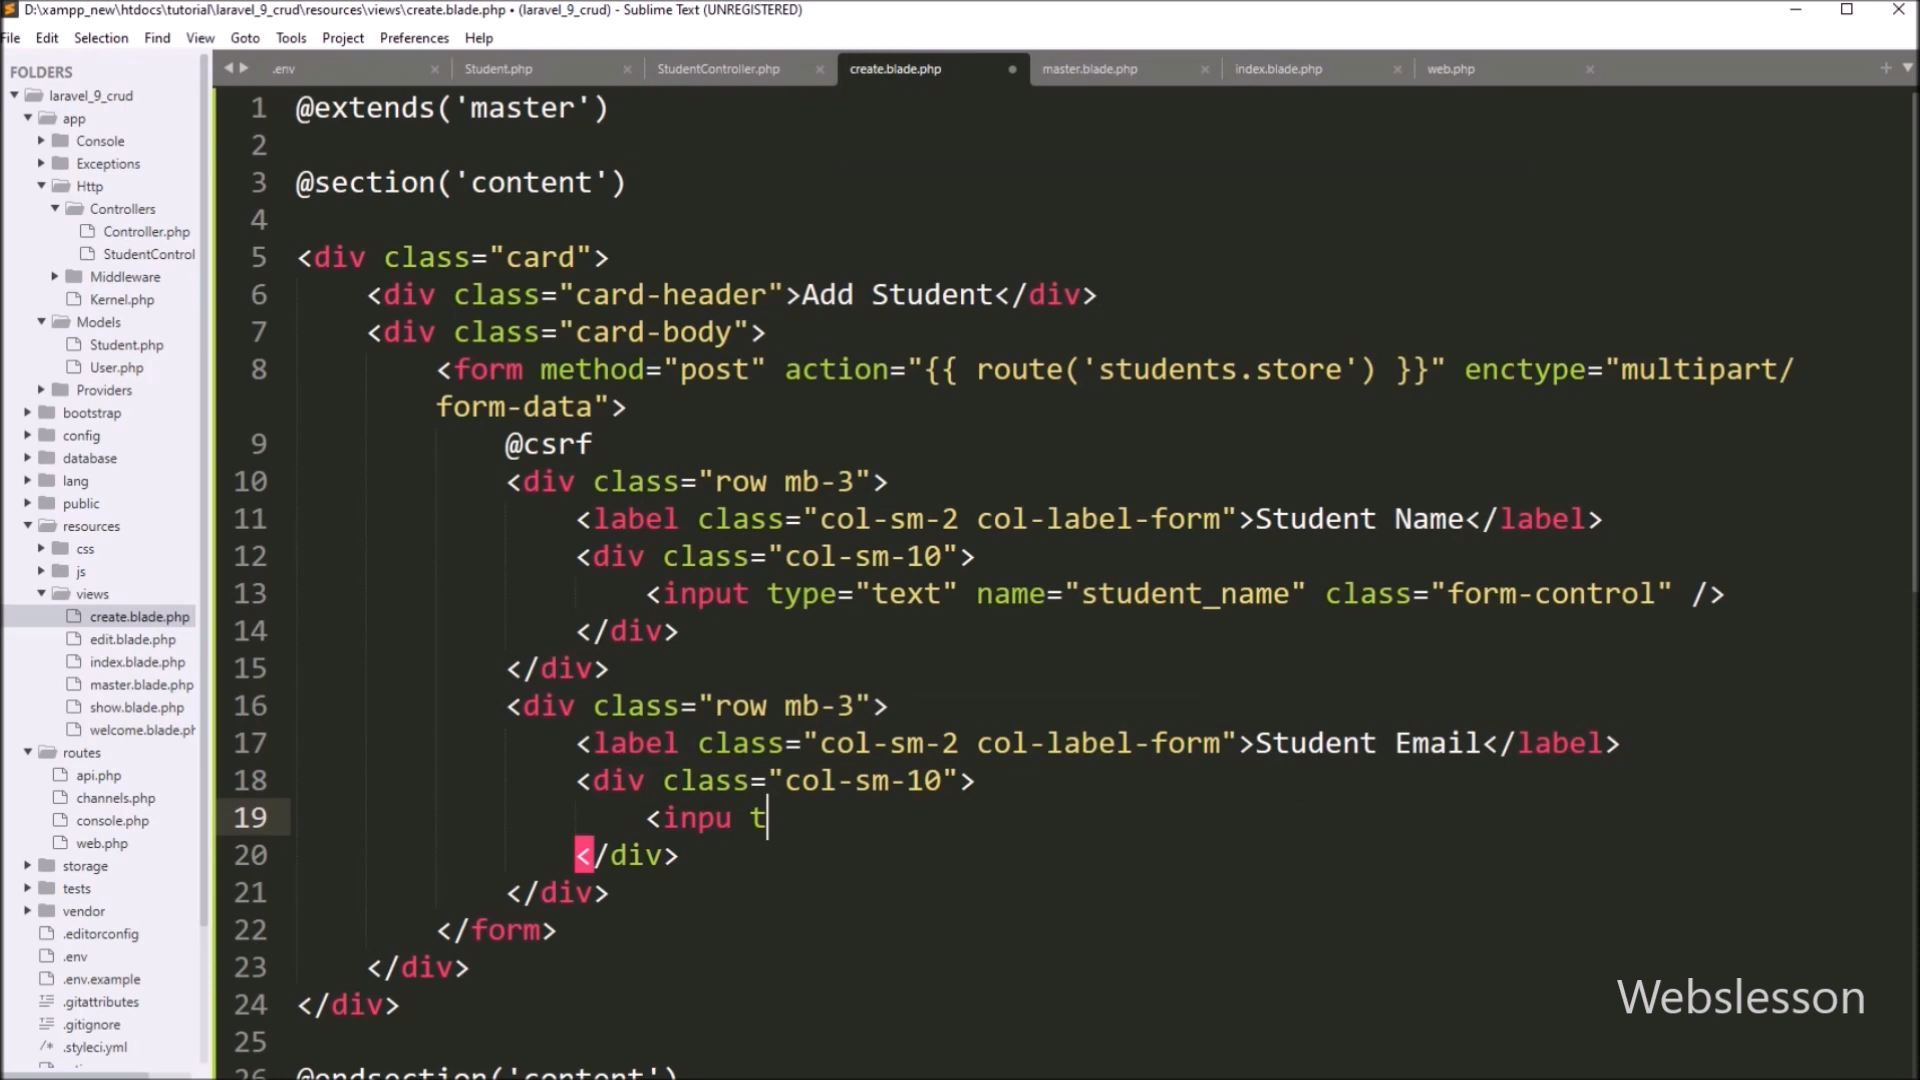 D:\xampp_new\htdocs\tutorial\laravel_9_crud\resources\views\create.blade.php • (laravel_9_crud) - Sublime Text (UNREGISTERED)
File Edit Selection Find View Goto Tools Project Preferences Help
.env Student.php StudentController.php create.blade.php master.blade.php index.blade.php web.php
FOLDERS
laravel_9_crud
app
Console
Exceptions
Http
Controllers
Controller.php
StudentControl
Middleware
Kernel.php
Models
Student.php
User.php
Providers
bootstrap
config
database
lang
public
resources
css
js
views
create.blade.php
edit.blade.php
index.blade.php
master.blade.php
show.blade.php
welcome.blade.ph
routes
api.php
channels.php
console.php
web.php
storage
tests
vendor
.editorconfig
.env
.env.example
.gitattributes
.gitignore
.styleci.yml
1 @extends('master')
2
3 @section('content')
4
5 <div class="card">
6 <div class="card-header">Add Student</div>
7 <div class="card-body">
8 <form method="post" action="{{ route('students.store') }}" enctype="multipart/
form-data">
9 @csrf
10 <div class="row mb-3">
11 <label class="col-sm-2 col-label-form">Student Name</label>
12 <div class="col-sm-10">
13 <input type="text" name="student_name" class="form-control" />
14 </div>
15 </div>
16 <div class="row mb-3">
17 <label class="col-sm-2 col-label-form">Student Email</label>
18 <div class="col-sm-10">
19 <inpu t
20 </div>
21 </div>
22 </form>
23 </div>
24 </div>
25
26 @endsection('content')
Webslesson